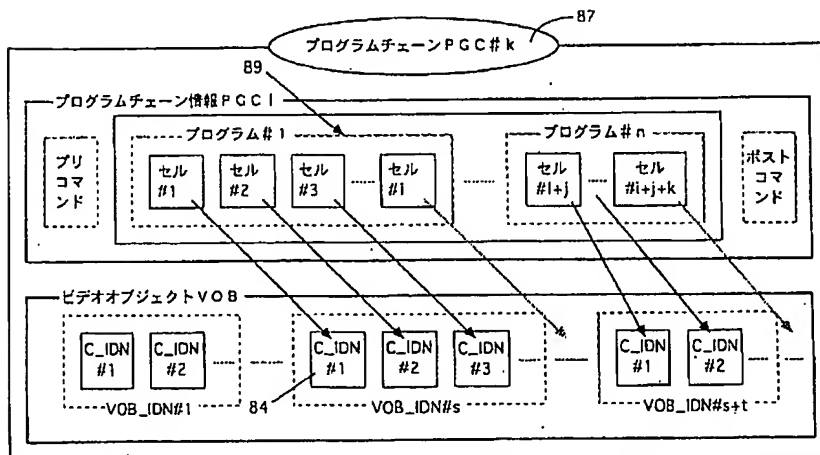 プログラムチェーンPGC#k
87
89
プログラムチェーン情報PGCI
プログラム#1
プログラム#n
プリ
コマ
ンド
セル
#1
セル
#2
セル
#3
セル
#i
セル
#i+j
セル
#i+j+k
ポスト
コマ
ンド
ビデオオブジェクトVOB
C_IDN
#1
C_IDN
#2
C_IDN
#1
C_IDN
#2
C_IDN
#3
C_IDN
#1
C_IDN
#2
VOB_IDN#1
84
VOB_IDN#s
VOB_IDN#s+t